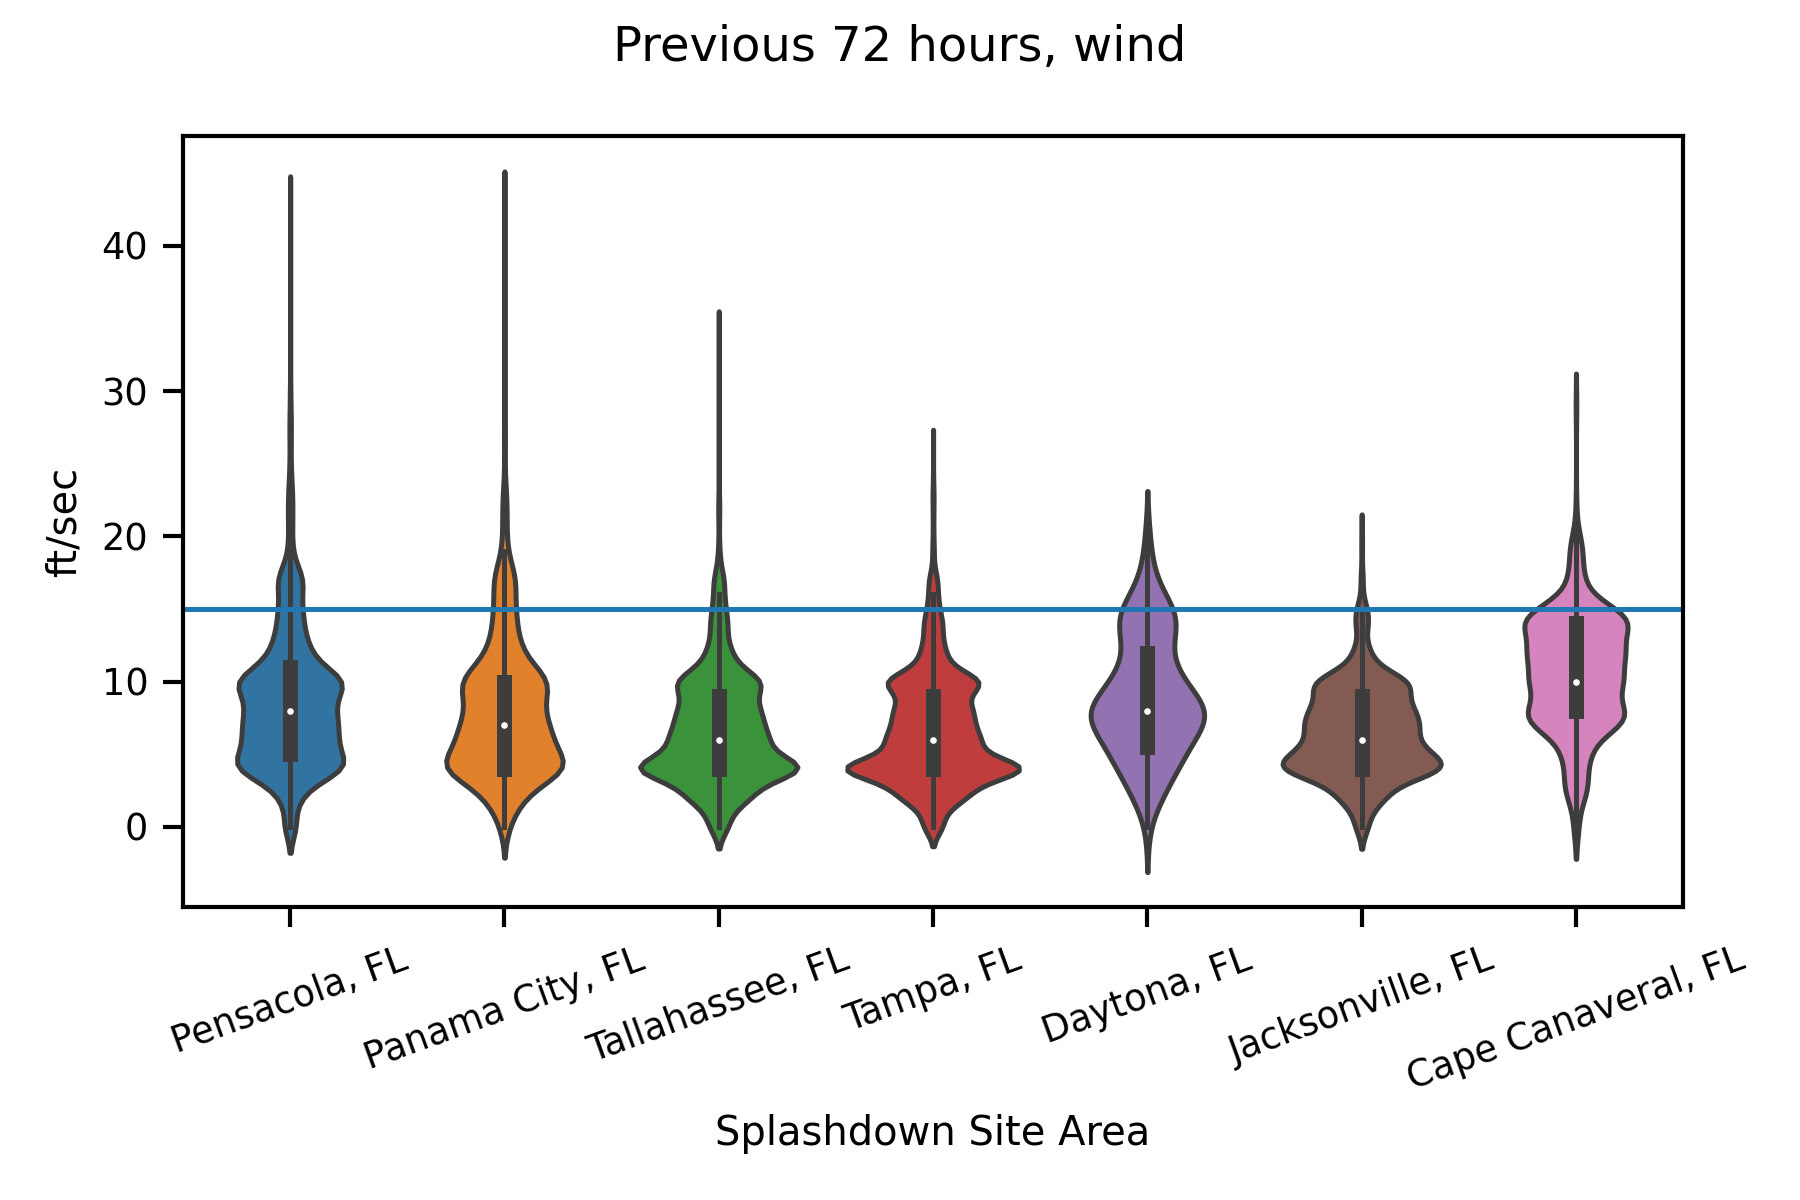 Previous 72 hours, wind
40
30
20
10
0
ft/sec
Pensacola, FL
Panama City, FL
Tallahassee, FL
Tampa, FL
Daytona, FL
Jacksonville, FL
Cape Canaveral, FL
Splashdown Site Area